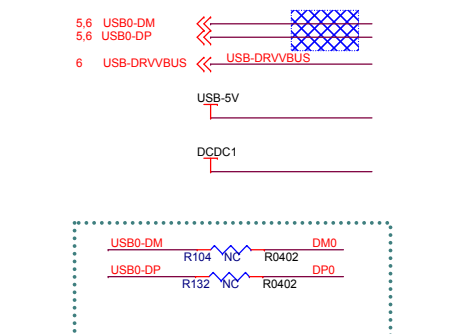 5,6 USB0-DM
5,6 USB0-DP
6 USB-DRVVBUS USB-DRVVBUS
USB-5V
DCDC1
USB0-DM DM0
R104 NC R0402
USB0-DP DP0
R132 NC R0402